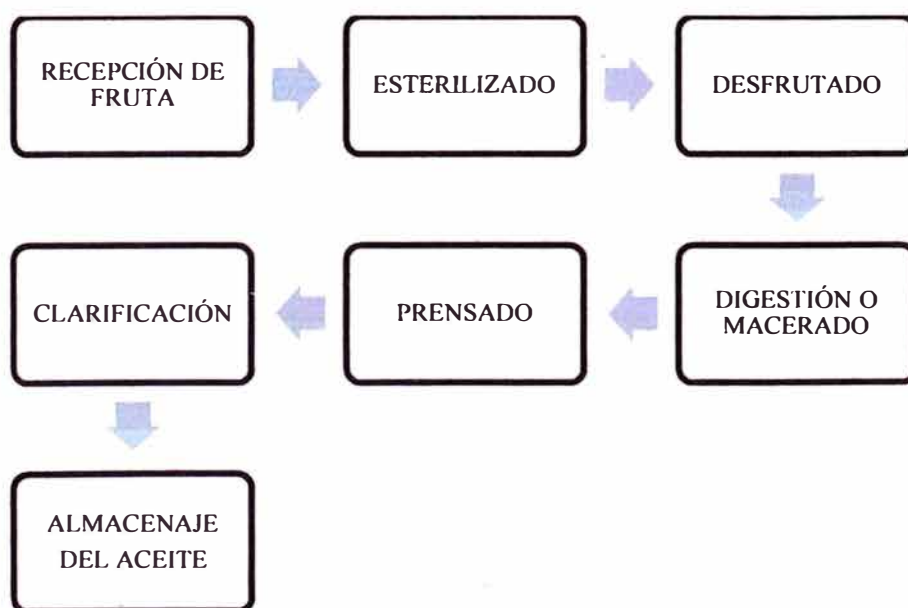 RECEPCIÓN DE
FRUTA
ESTERILIZADO
DESFRUTADO
DIGESTIÓN O
MACERADO
PRENSADO
CLARIFICACIÓN
ALMACENAJE
DEL ACEITE